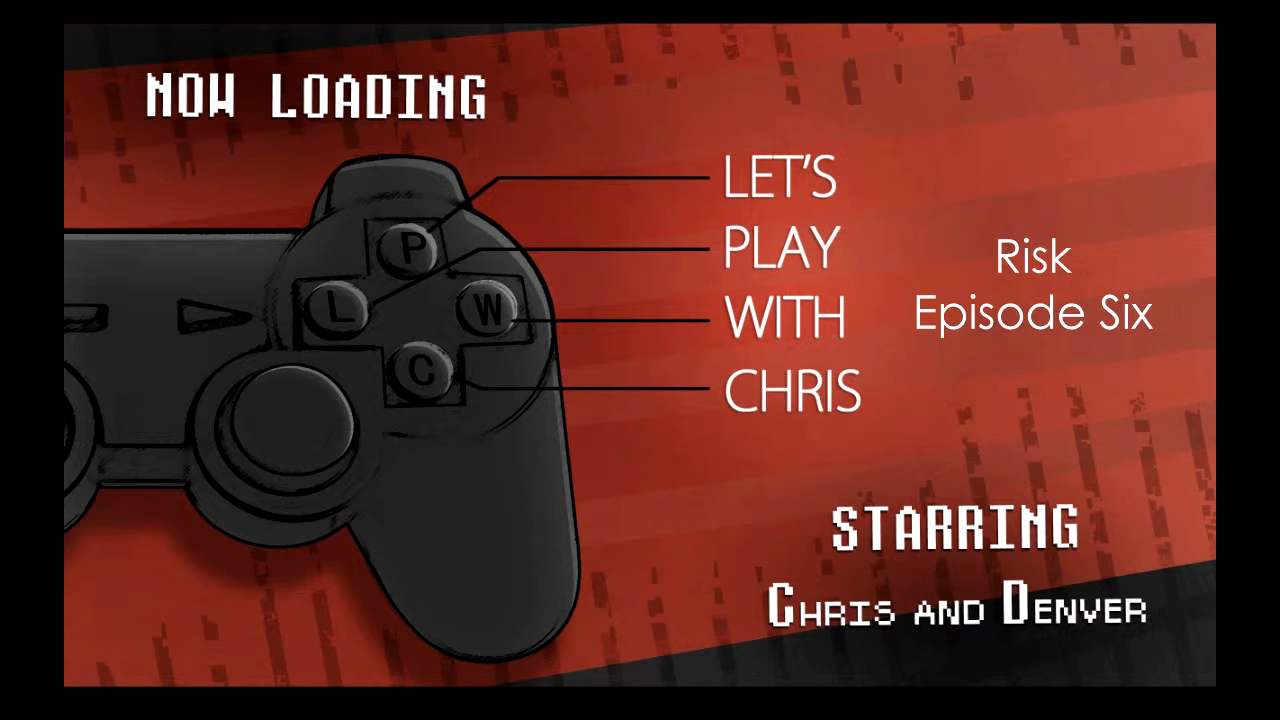 NOW LOADING
LET'S
PLAY
WITH
CHRIS
P
L
W
C
Risk
Episode Six
STARRING
CHRIS AND DENVER